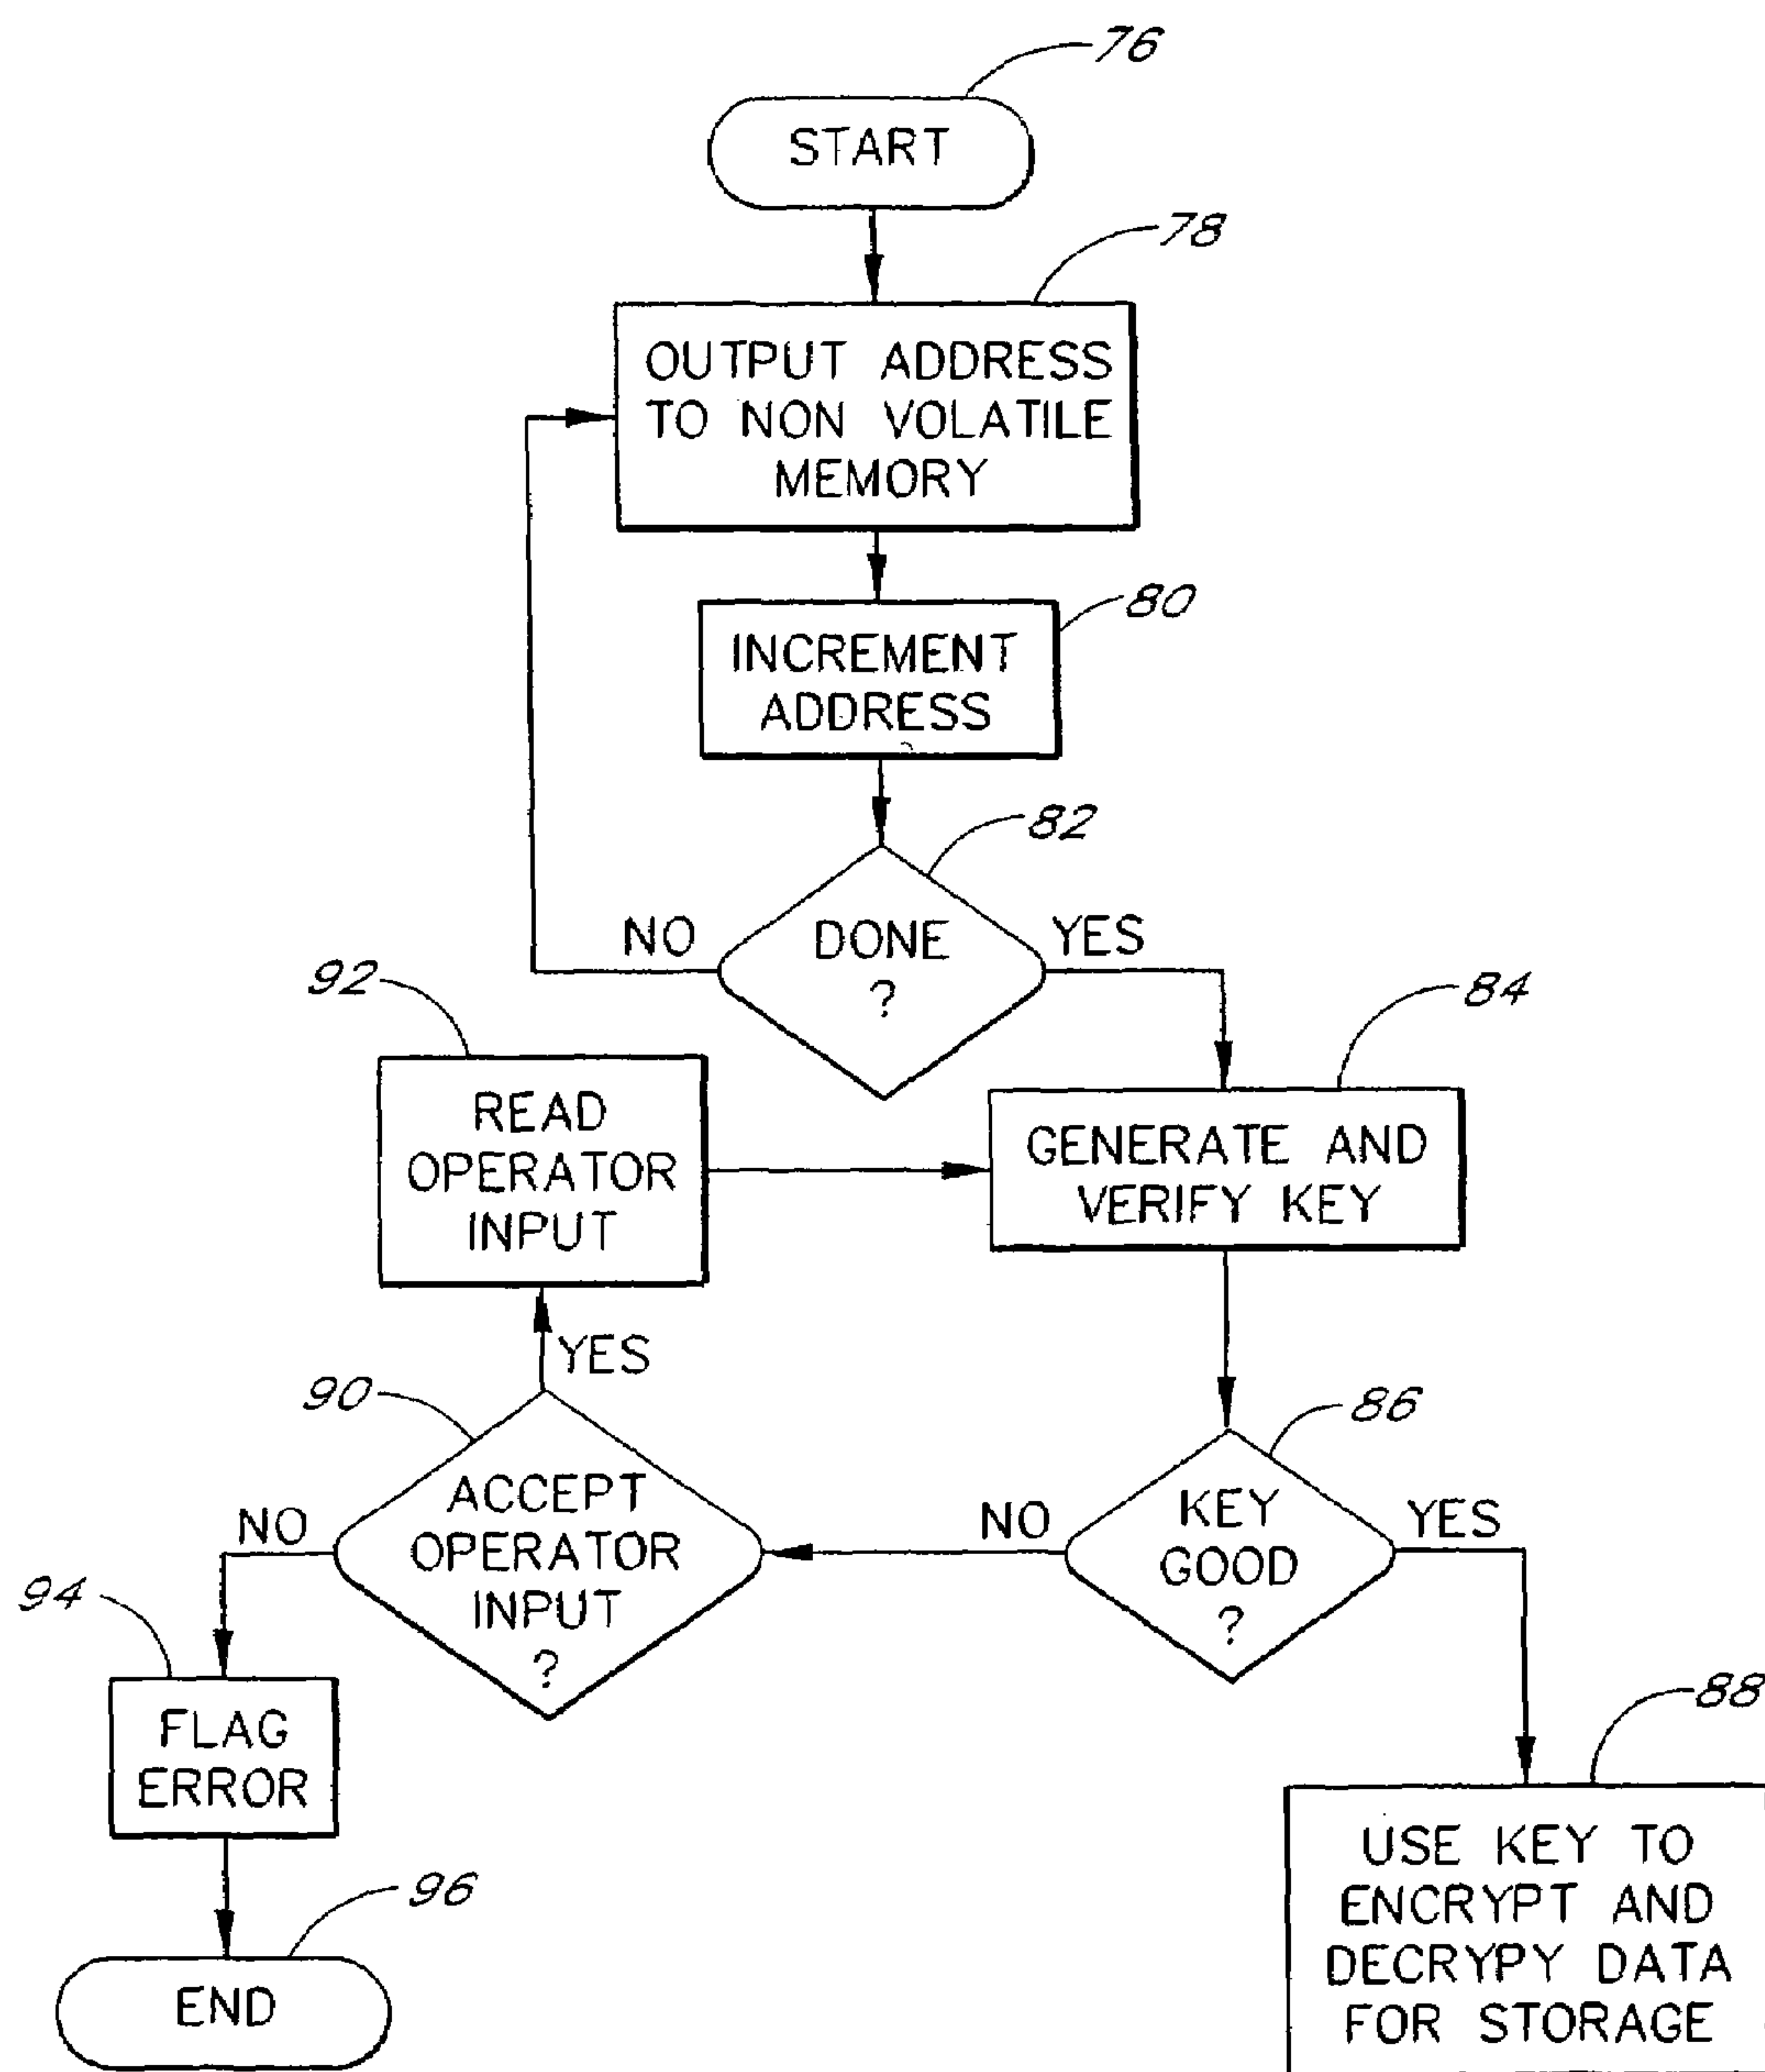 76
START
78
OUTPUT ADDRESS
TO NON VOLATILE
MEMORY
80
INCREMENT
ADDRESS
82
DONE
?
NO
YES
92
READ
OPERATOR
INPUT
84
GENERATE AND
VERIFY KEY
YES
90
ACCEPT
OPERATOR
INPUT
?
NO
86
KEY
GOOD
?
NO
YES
94
FLAG
ERROR
88
USE KEY TO
ENCRYPT AND
DECRYPY DATA
FOR STORAGE
96
END